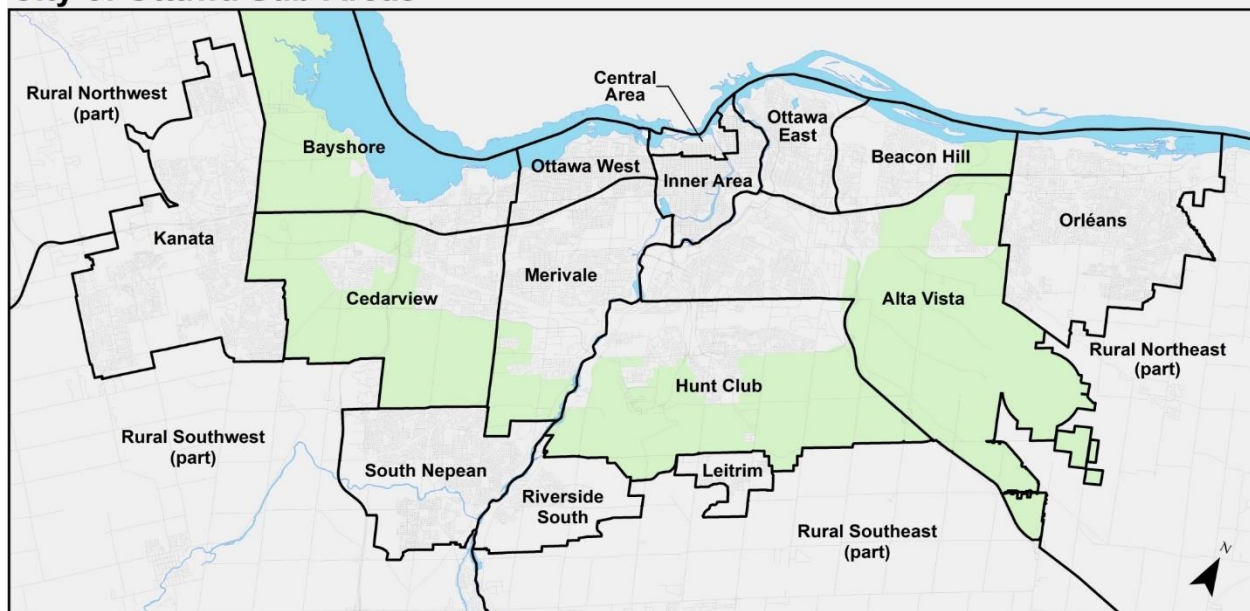 City of Ottawa Sub-Areas
Rural Northwest
(part)
Central
Area
Ottawa
East
Bayshore
Ottawa West
Beacon Hill
Inner Area
Orléans
Kanata
Merivale
Cedarview
Alta Vista
Rural Northeast
(part)
Hunt Club
Rural Southwest
(part)
South Nepean
Leitrim
Riverside
South
Rural Southeast
(part)
N